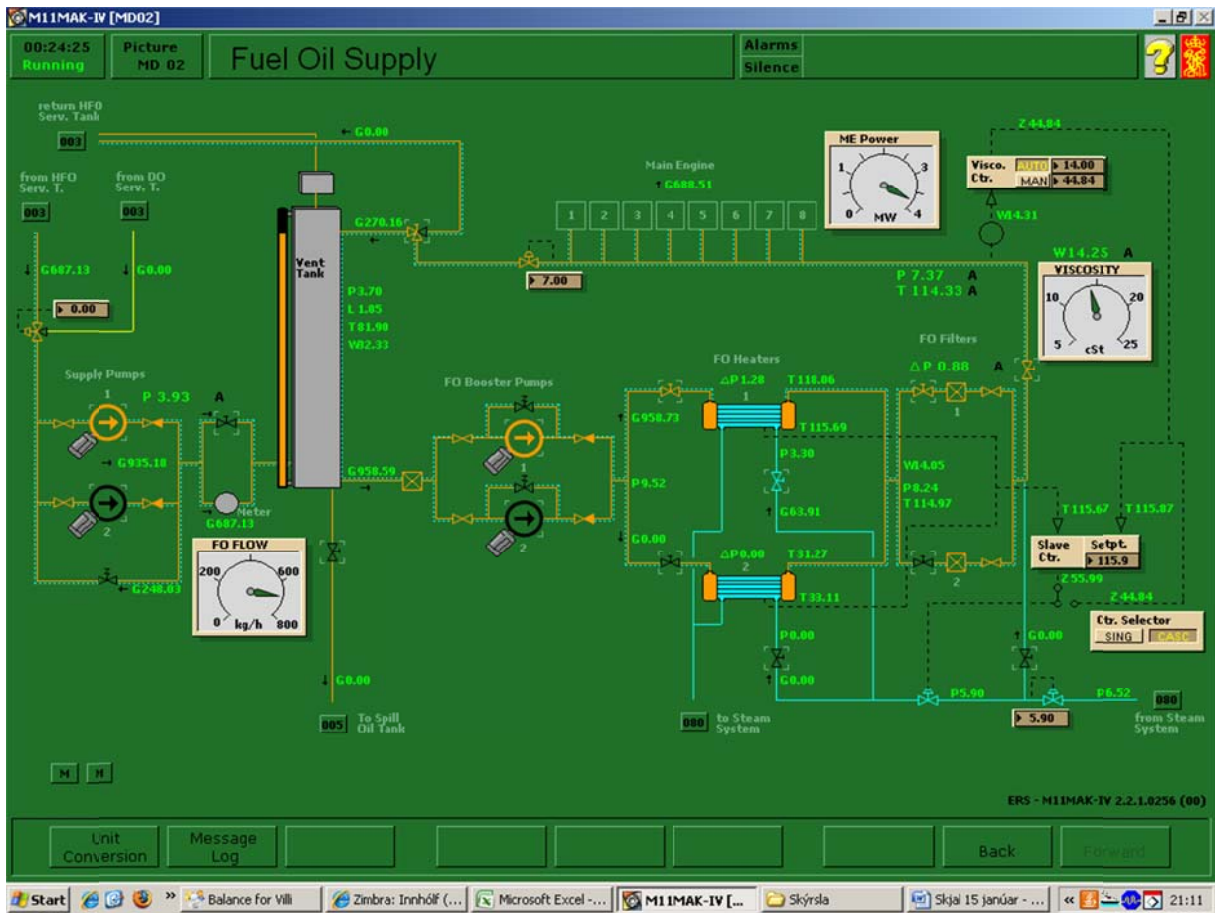 M11MAK-IV [MD02]
00:24:25
Running
Picture
MD 02
Fuel Oil Supply
Alarms
Silence
return HFO
Serv. Tank
003
G0.00
from HFO
Serv. T.
003
from DO
Serv. T.
003
G687.13
G0.00
0.00
Vent
Tank
P3.70
L 1.85
T81.90
W82.33
G270.16
Main Engine
G688.51
1 2 3 4 5 6 7 8
7.00
ME Power
1 3
0 MW 4
Z 44.84
Visco.
Ctr.
AUTO 14.00
MAN 44.84
W14.31
W14.25 A
VISCOSITY
10 20
5 cSt 25
P 7.37 A
T 114.33 A
Supply Pumps
1
P 3.93 A
G935.18
2
Meter
G687.13
G248.03
FO FLOW
200 600
0 kg/h 800
G958.59
G0.00
005
To Spill
Oil Tank
FO Booster Pumps
1
2
P9.52
G958.73
G0.00
FO Heaters
△P1.28 T118.06
1
T115.69
P3.30
G63.91
△P0.00 T31.27
2
T33.11
P0.00
G0.00
FO Filters
△P 0.88 A
1
W14.05
P8.24
T114.97
2
T115.67 T115.87
Slave
Ctr.
Setpt.
115.9
Z55.99
Z44.84
Ctr. Selector
SING CASC
G0.00
P5.90
P6.52
5.90
080
to Steam
System
080
from Steam
System
M
ERS - M11MAK-IV 2.2.1.0256 (00)
Unit
Conversion
Message
Log
Back
Forward
Start
»
Balance for Villi
Zimbra: Innhólf (...
Microsoft Excel -...
M11MAK-IV [...
Skýrsla
Skjai 15 janúar - ...
«
21:11